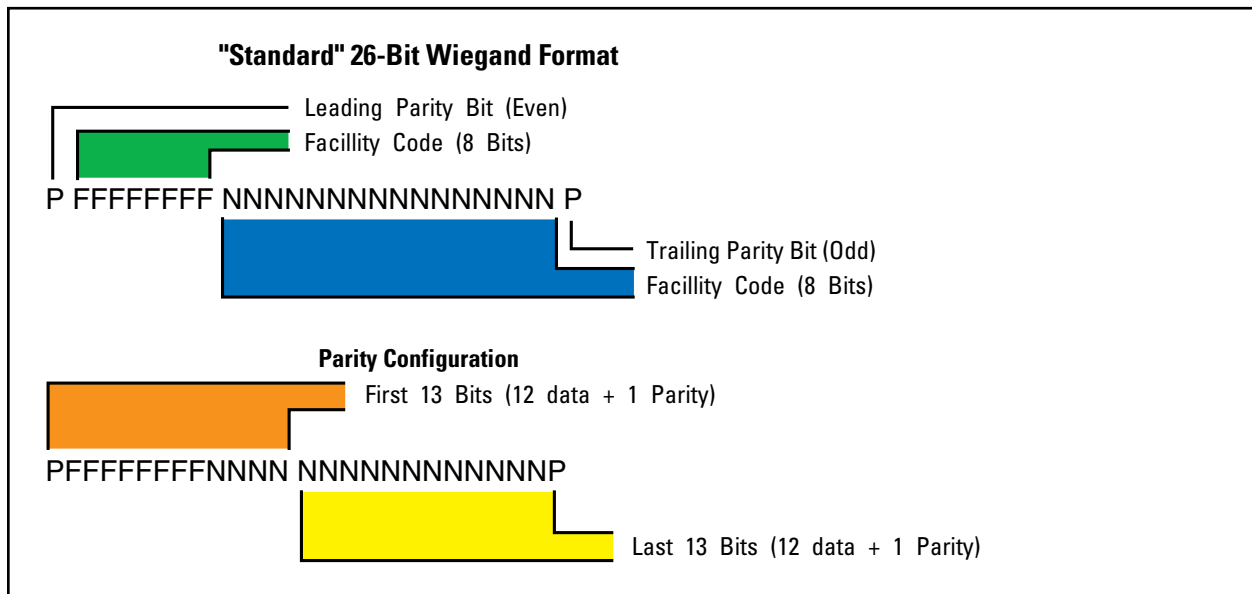 "Standard" 26-Bit Wiegand Format
Leading Parity Bit (Even)
Facillity Code (8 Bits)
P FFFFFFFF NNNNNNNNNNNNNNNN P
Trailing Parity Bit (Odd)
Facillity Code (8 Bits)
Parity Configuration
First 13 Bits (12 data + 1 Parity)
PFFFFFFFFNNNN NNNNNNNNNNNNP
Last 13 Bits (12 data + 1 Parity)